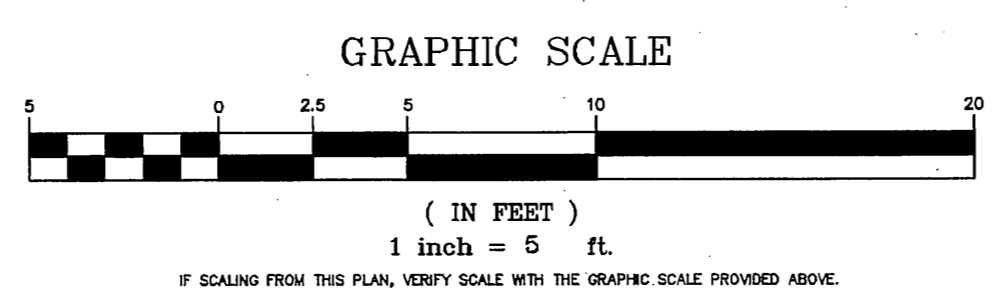 GRAPHIC SCALE
5 0 2.5 5 10 20
( IN FEET )
1 inch = 5 ft.
IF SCALING FROM THIS PLAN, VERIFY SCALE WITH THE GRAPHIC SCALE PROVIDED ABOVE.